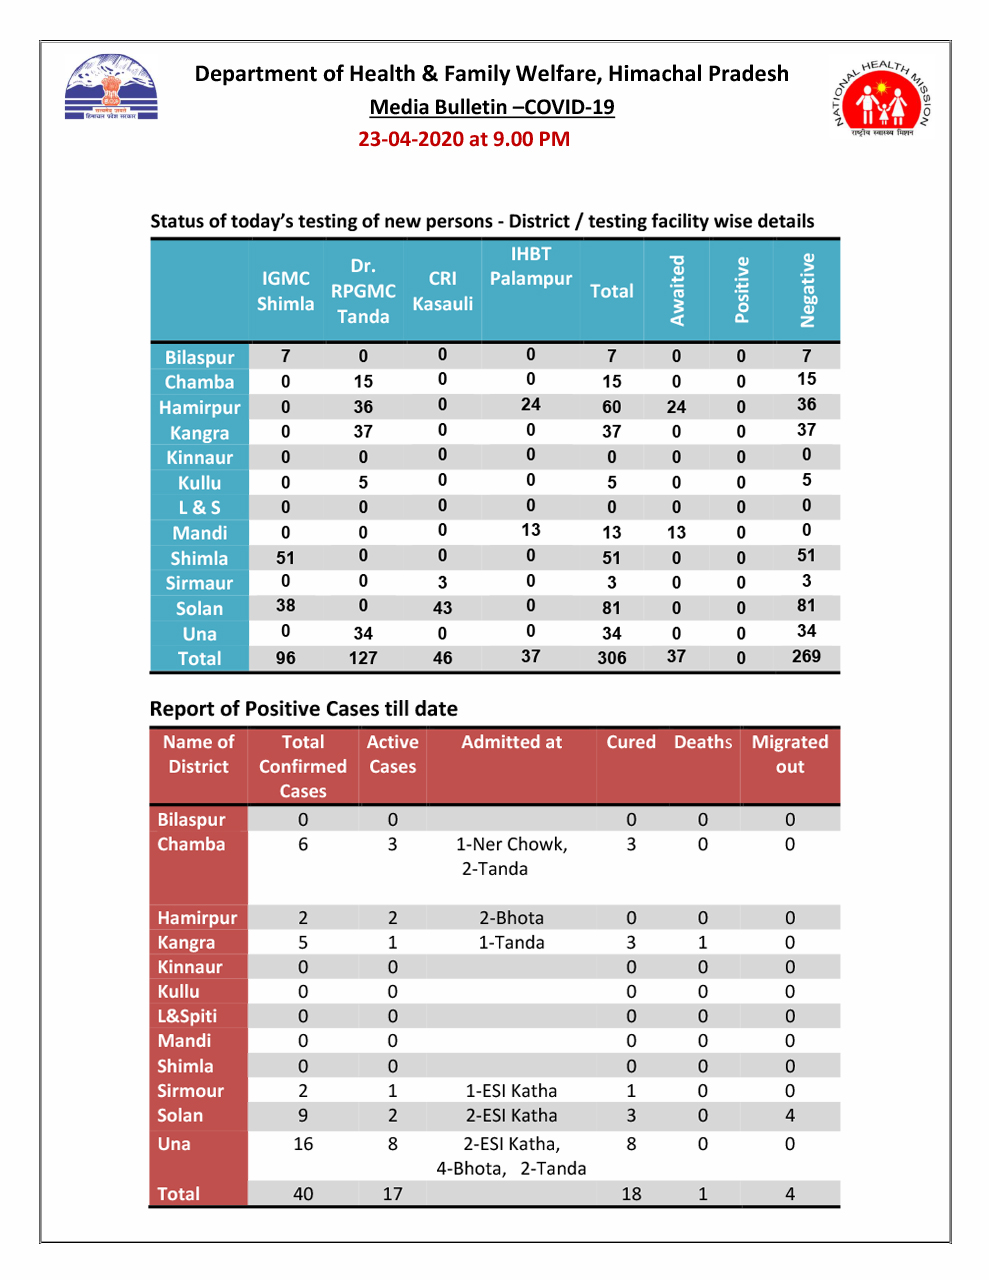 Department of Health & Family Welfare, Himachal Pradesh
Media Bulletin –COVID-19
23-04-2020 at 9.00 PM
सत्यमेव जयते
हिमाचल प्रदेश सरकार
NATIONAL HEALTH MISSION
राष्ट्रीय स्वास्थ्य मिशन
Status of today's testing of new persons - District / testing facility wise details
IGMC Shimla Dr. RPGMC Tanda CRI Kasauli IHBT Palampur Total Awaited Positive Negative
Bilaspur 7 0 0 0 7 0 0 7
Chamba 0 15 0 0 15 0 0 15
Hamirpur 0 36 0 24 60 24 0 36
Kangra 0 37 0 0 37 0 0 37
Kinnaur 0 0 0 0 0 0 0 0
Kullu 0 5 0 0 5 0 0 5
L & S 0 0 0 0 0 0 0 0
Mandi 0 0 0 13 13 13 0 0
Shimla 51 0 0 0 51 0 0 51
Sirmaur 0 0 3 0 3 0 0 3
Solan 38 0 43 0 81 0 0 81
Una 0 34 0 0 34 0 0 34
Total 96 127 46 37 306 37 0 269
Report of Positive Cases till date
Name of District Total Confirmed Cases Active Cases Admitted at Cured Deaths Migrated out
Bilaspur 0 0 0 0 0
Chamba 6 3 1-Ner Chowk, 3 0 0
2-Tanda
Hamirpur 2 2 2-Bhota 0 0 0
Kangra 5 1 1-Tanda 3 1 0
Kinnaur 0 0 0 0 0
Kullu 0 0 0 0 0
L&Spiti 0 0 0 0 0
Mandi 0 0 0 0 0
Shimla 0 0 0 0 0
Sirmour 2 1 1-ESI Katha 1 0 0
Solan 9 2 2-ESI Katha 3 0 4
Una 16 8 2-ESI Katha, 8 0 0
4-Bhota, 2-Tanda
Total 40 17 18 1 4